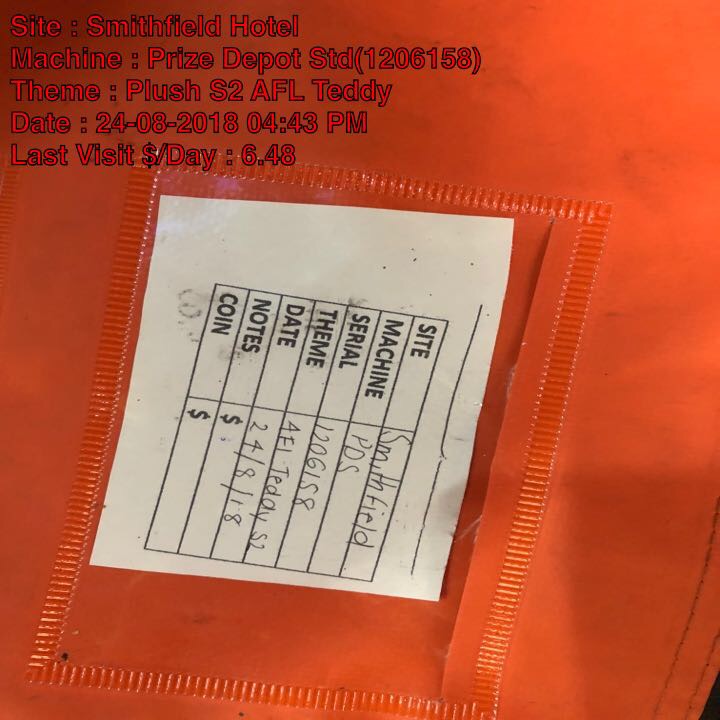 Site : Smithfield Hotel
Machine : Prize Depot Std(1206158)
Theme : Plush S2 AFL Teddy
Date : 24-08-2018 04:43 PM
Last Visit $/Day : 6.48
SITE Smithfield
MACHINE PDS
SERIAL 1206158
THEME AFL Teddy S2
DATE 24/8/18
NOTES $
COIN $